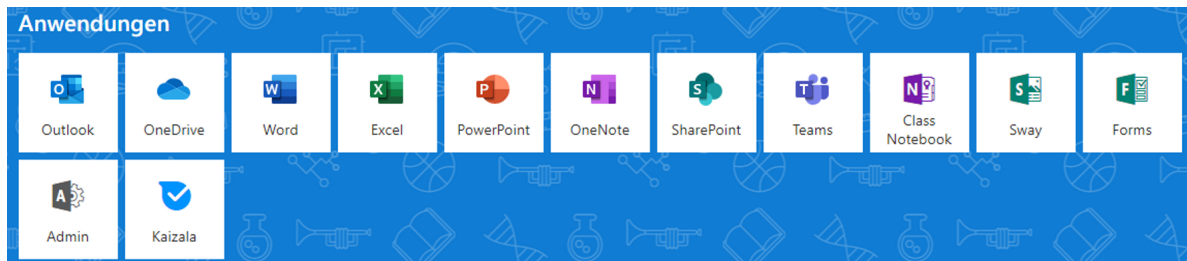 Anwendungen
Outlook
OneDrive
Word
Excel
PowerPoint
OneNote
SharePoint
Teams
Class
Notebook
Sway
Forms
Admin
Kaizala